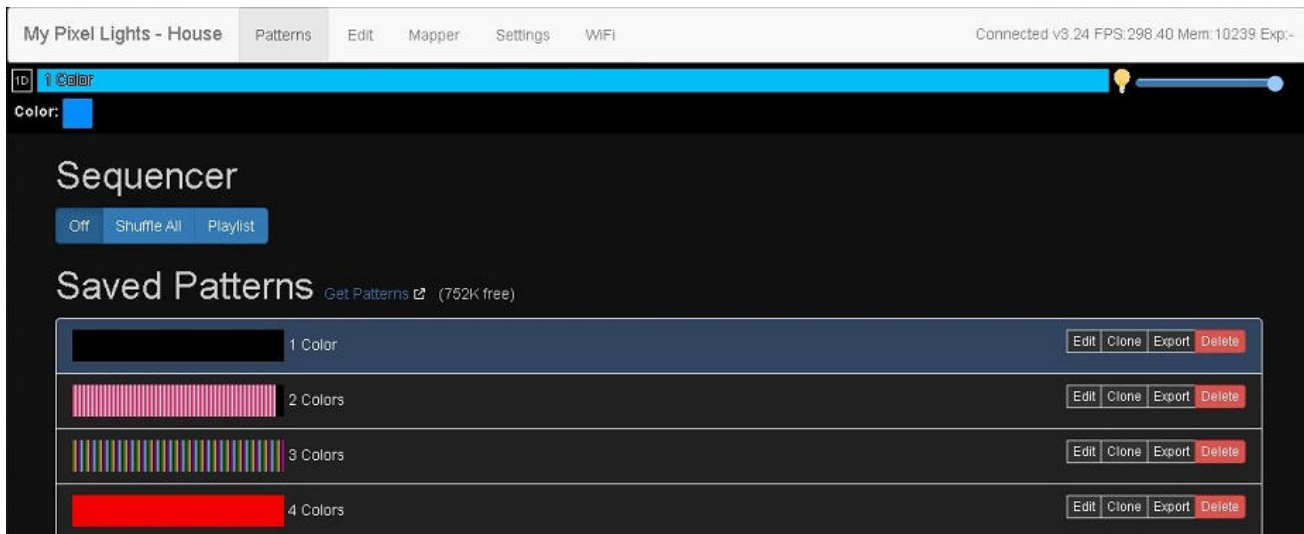 My Pixel Lights - House Patterns Edit Mapper Settings WiFi Connected v3.24 FPS:298.40 Mem:10239 Exp:-
1D 1 Color
Color:
Sequencer
Off Shuffle All Playlist
Saved Patterns Get Patterns (752K free)
1 Color Edit Clone Export Delete
2 Colors Edit Clone Export Delete
3 Colors Edit Clone Export Delete
4 Colors Edit Clone Export Delete